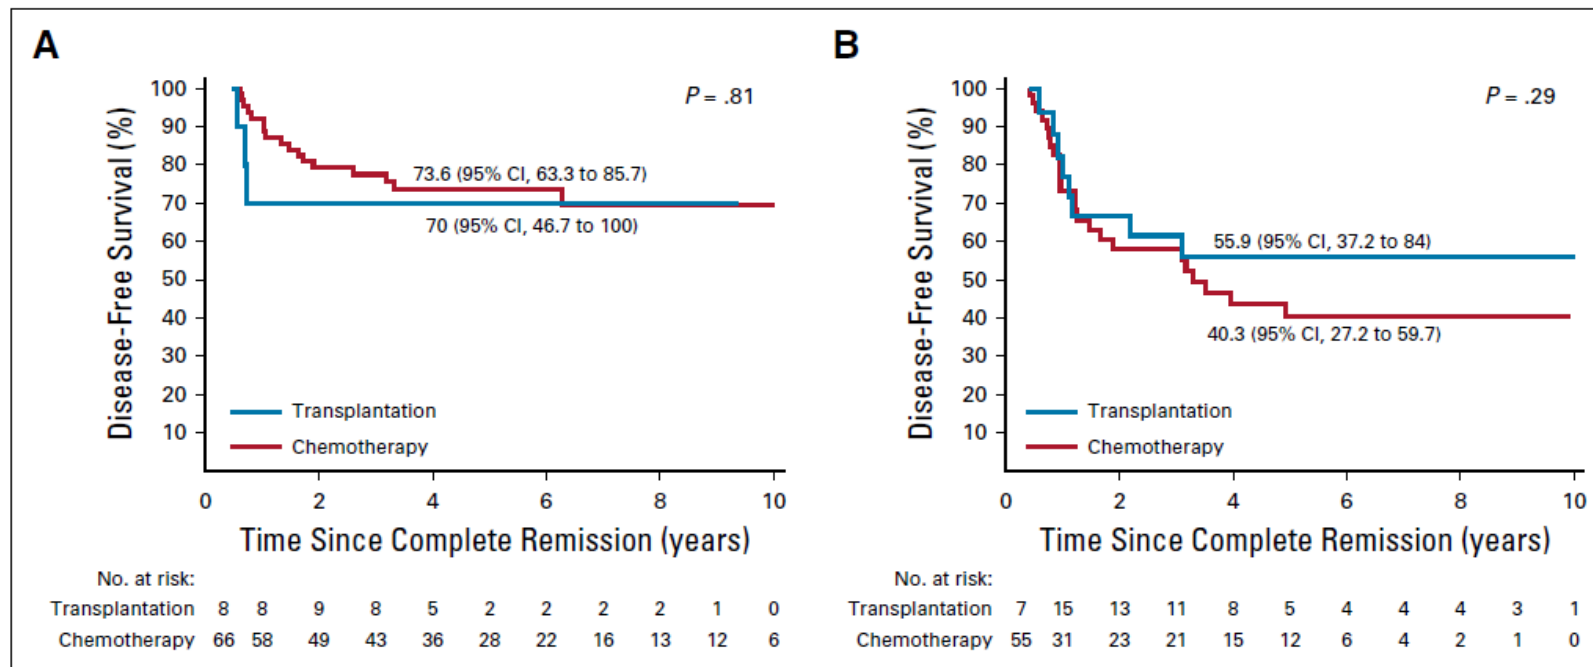 A
Disease-Free Survival (%)
100
90
80
70
60
50
40
30
20
10
P = .81
73.6 (95% CI, 63.3 to 85.7)
70 (95% CI, 46.7 to 100)
Transplantation
Chemotherapy
0 2 4 6 8 10
Time Since Complete Remission (years)
No. at risk:
Transplantation 8 8 9 8 5 2 2 2 2 1 0
Chemotherapy 66 58 49 43 36 28 22 16 13 12 6
B
Disease-Free Survival (%)
100
90
80
70
60
50
40
30
20
10
P = .29
55.9 (95% CI, 37.2 to 84)
40.3 (95% CI, 27.2 to 59.7)
Transplantation
Chemotherapy
0 2 4 6 8 10
Time Since Complete Remission (years)
No. at risk:
Transplantation 7 15 13 11 8 5 4 4 4 3 1
Chemotherapy 55 31 23 21 15 12 6 4 2 1 0